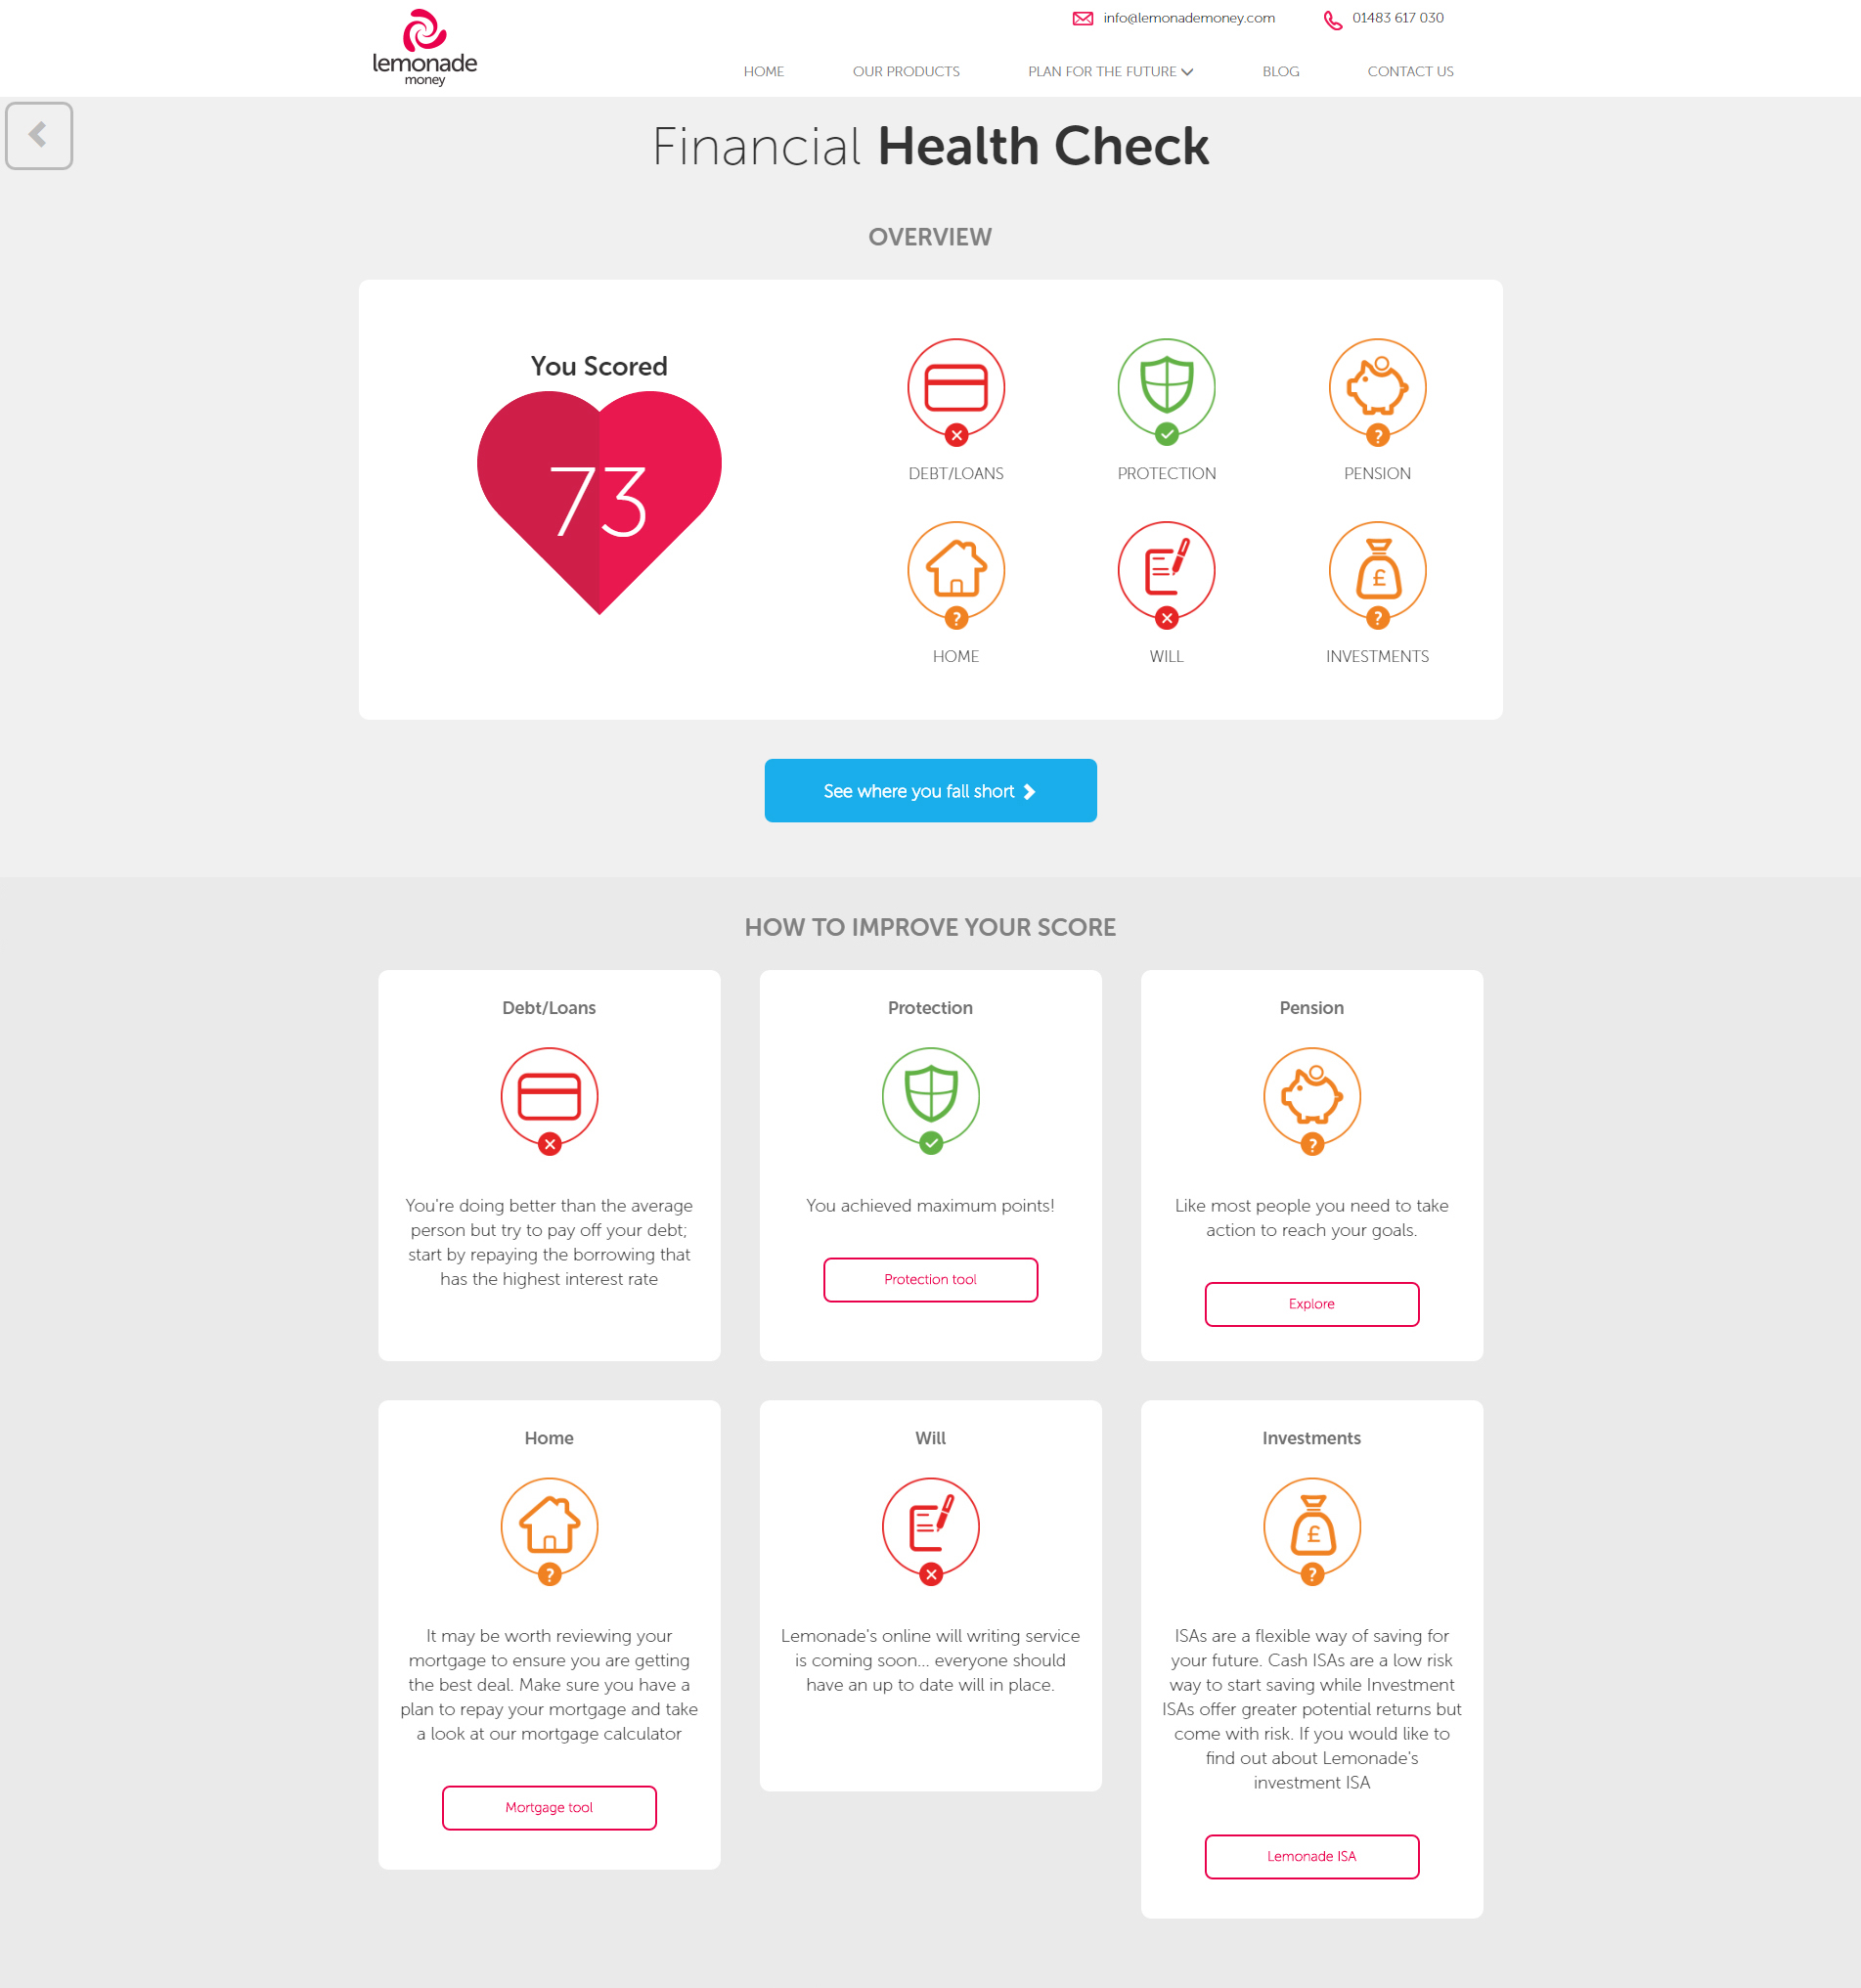 lemonade
money
info@lemonademoney.com
01483 617 030
HOME
OUR PRODUCTS
PLAN FOR THE FUTURE
BLOG
CONTACT US
Financial Health Check
OVERVIEW
You Scored
73
DEBT/LOANS
PROTECTION
PENSION
£
HOME
WILL
INVESTMENTS
See where you fall short
HOW TO IMPROVE YOUR SCORE
Debt/Loans
You're doing better than the average
person but try to pay off your debt;
start by repaying the borrowing that
has the highest interest rate
Protection
You achieved maximum points!
Protection tool
Pension
Like most people you need to take
action to reach your goals.
Explore
Home
It may be worth reviewing your
mortgage to ensure you are getting
the best deal. Make sure you have a
plan to repay your mortgage and take
a look at our mortgage calculator
Mortgage tool
Will
Lemonade's online will writing service
is coming soon... everyone should
have an up to date will in place.
Investments
£
ISAs are a flexible way of saving for
your future. Cash ISAs are a low risk
way to start saving while Investment
ISAs offer greater potential returns but
come with risk. If you would like to
find out about Lemonade's
investment ISA
Lemonade ISA